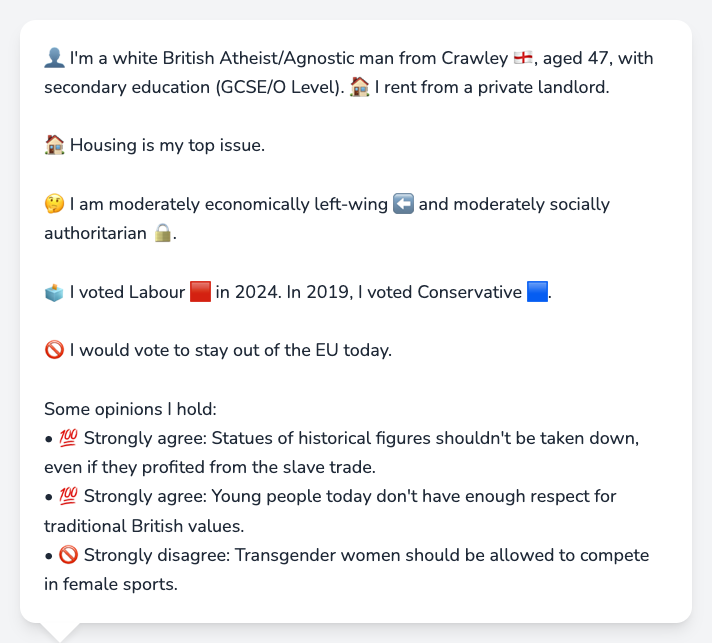 👤 I'm a white British Atheist/Agnostic man from Crawley 🏴󠁧󠁢󠁥󠁮󠁧󠁿, aged 47, with
secondary education (GCSE/O Level). 🏠 I rent from a private landlord.
🏠 Housing is my top issue.
🤔 I am moderately economically left-wing ⬅️ and moderately socially
authoritarian 🔒.
🗳️ I voted Labour 🟥 in 2024. In 2019, I voted Conservative 🟦.
🚫 I would vote to stay out of the EU today.
Some opinions I hold:
• 💯 Strongly agree: Statues of historical figures shouldn't be taken down,
even if they profited from the slave trade.
• 💯 Strongly agree: Young people today don't have enough respect for
traditional British values.
• 🚫 Strongly disagree: Transgender women should be allowed to compete
in female sports.